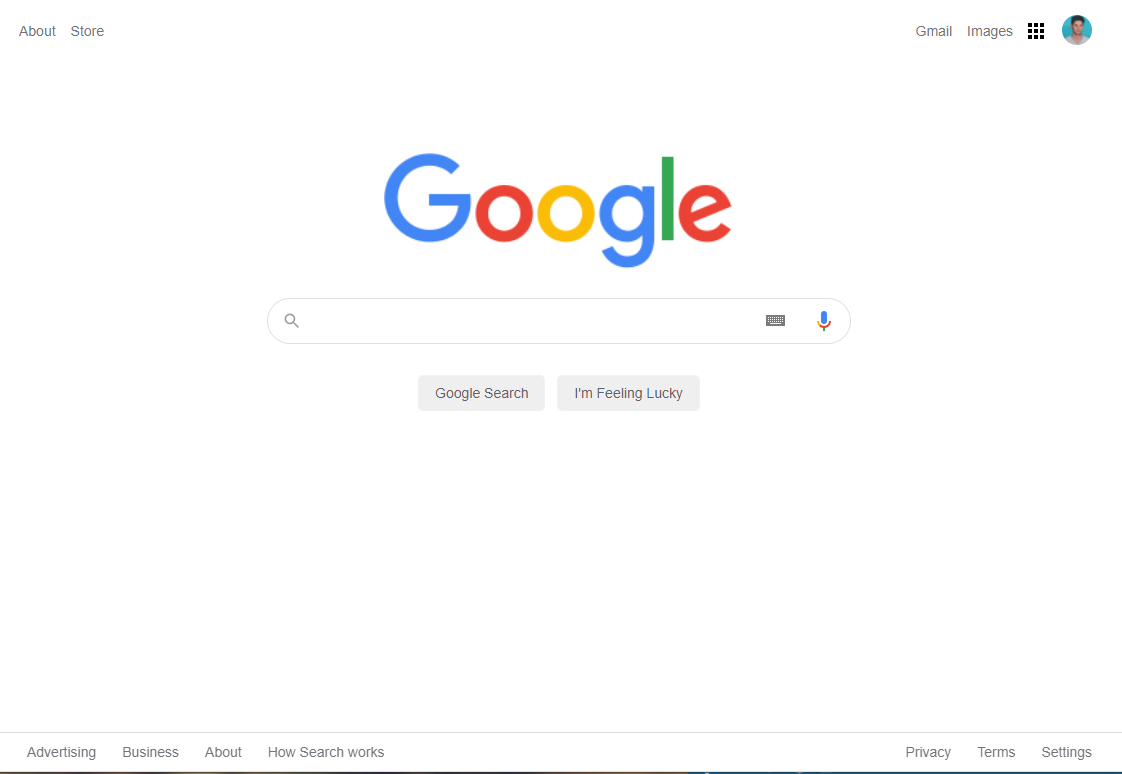 About Store Gmail Images
Google
Google Search I'm Feeling Lucky
Advertising Business About How Search works Privacy Terms Settings